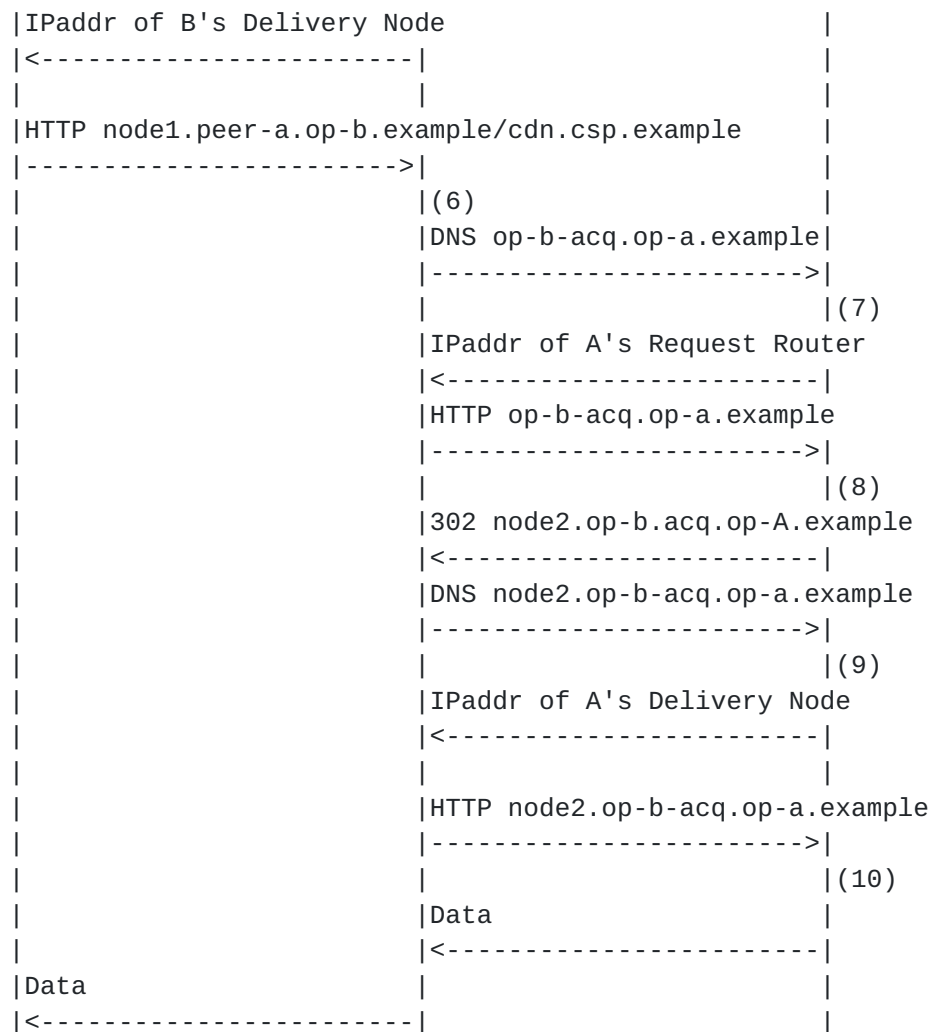 |IPaddr of B's Delivery Node                        |
|<------------------------|                         |
|                         |                         |
|HTTP node1.peer-a.op-b.example/cdn.csp.example     |
|------------------------>|                         |
|                         |(6)                      |
|                         |DNS op-b-acq.op-a.example|
|                         |------------------------>|
|                         |                         |(7)
|                         |IPaddr of A's Request Router
|                         |<------------------------|
|                         |HTTP op-b-acq.op-a.example
|                         |------------------------>|
|                         |                         |(8)
|                         |302 node2.op-b.acq.op-A.example
|                         |<------------------------|
|                         |DNS node2.op-b-acq.op-a.example
|                         |------------------------>|
|                         |                         |(9)
|                         |IPaddr of A's Delivery Node
|                         |<------------------------|
|                         |                         |
|                         |HTTP node2.op-b-acq.op-a.example
|                         |------------------------>|
|                         |                         |(10)
|                         |Data                     |
|                         |<------------------------|
|Data                     |                         |
|<------------------------|                         |